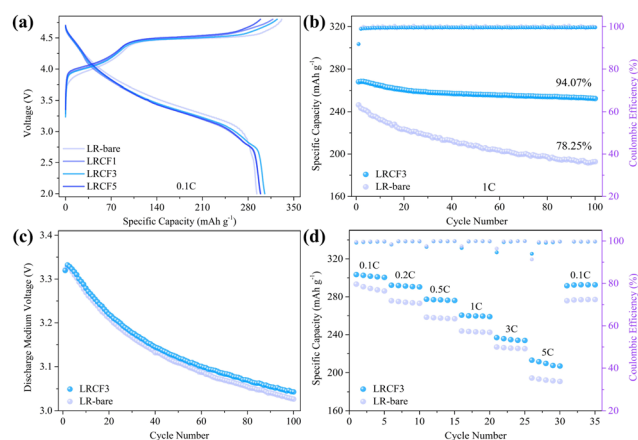 (a)
4.5
4.0
3.5
3.0
2.5
2.0
Voltage (V)
LR-bare
LRCF1
LRCF3
LRCF5
0.1C
0 70 140 210 280 350
Specific Capacity (mAh g-1)
(b)
320
280
240
200
160
Specific Capacity (mAh g-1)
94.07%
78.25%
LRCF3
LR-bare
1C
100
80
60
40
20
Coulombic Efficiency (%)
0 20 40 60 80 100
Cycle Number
(c)
3.4
3.3
3.2
3.1
3.0
Discharge Medium Voltage (V)
LRCF3
LR-bare
0 20 40 60 80 100
Cycle Number
(d)
360
320
280
240
200
160
Specific Capacity (mAh g-1)
0.1C
0.2C
0.5C
1C
3C
5C
0.1C
LRCF3
LR-bare
100
80
60
40
20
Coulombic Efficiency (%)
0 5 10 15 20 25 30 35
Cycle Number